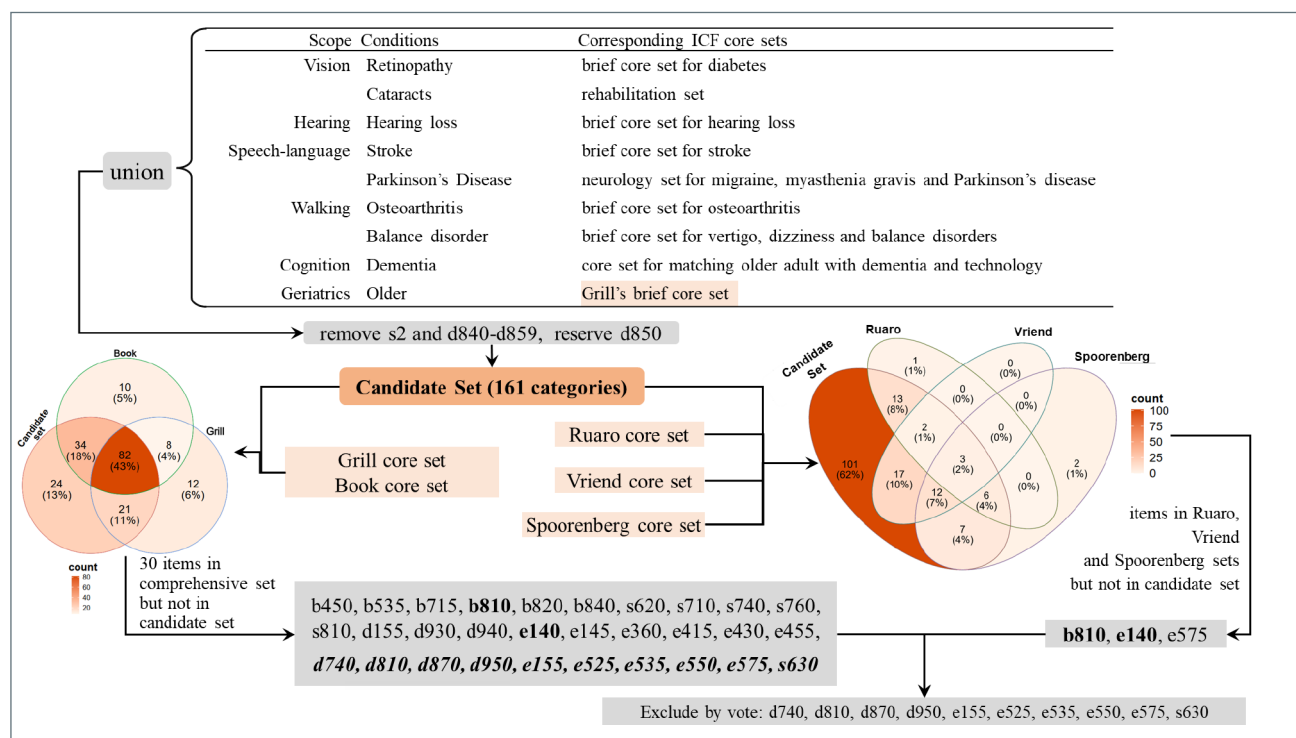 Scope Conditions Corresponding ICF core sets
Vision Retinopathy brief core set for diabetes
Cataracts rehabilitation set
Hearing Hearing loss brief core set for hearing loss
Speech-language Stroke brief core set for stroke
union
Parkinson's Disease neurology set for migraine, myasthenia gravis and Parkinson's disease
Walking Osteoarthritis brief core set for osteoarthritis
Balance disorder brief core set for vertigo, dizziness and balance disorders
Cognition Dementia core set for matching older adult with dementia and technology
Geriatrics Older Grill's brief core set
remove s2 and d840-d859, reserve d850
Candidate Set (161 categories)
Grill core set
Book core set
Ruaro core set
Vriend core set
Spoorenberg core set
Book
10
(5%)
Candidate
set
Grill
34
(18%)
82
(43%)
8
(4%)
24
(13%)
12
(6%)
21
(11%)
count
80
60
40
20
30 items in
comprehensive set
but not in
candidate set
Candidate
Set
Ruaro
Vriend
Spoorenberg
1
(1%)
0
(0%)
13
(8%)
0
(0%)
0
(0%)
2
(1%)
0
(0%)
101
(62%)
17
(10%)
3
(2%)
0
(0%)
2
(1%)
12
(7%)
6
(4%)
7
(4%)
count
100
75
50
25
0
items in Ruaro,
Vriend
and Spoorenberg sets
but not in candidate set
b450, b535, b715, b810, b820, b840, s620, s710, s740, s760,
s810, d155, d930, d940, e140, e145, e360, e415, e430, e455,
d740, d810, d870, d950, e155, e525, e535, e550, e575, s630
b810, e140, e575
Exclude by vote: d740, d810, d870, d950, e155, e525, e535, e550, e575, s630